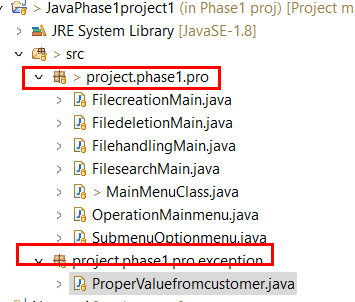 > JavaPhase1project1 (in Phase1 proj) [Project m
> JRE System Library [JavaSE-1.8]
> src
> project.phase1.pro
> FilecreationMain.java
> FiledeletionMain.java
> FilehandlingMain.java
> FilesearchMain.java
> > MainMenuClass.java
> OperationMainmenu.java
> SubmenuOptionmenu.java
project.phase1.pro.exception
> ProperValuefromcustomer.java